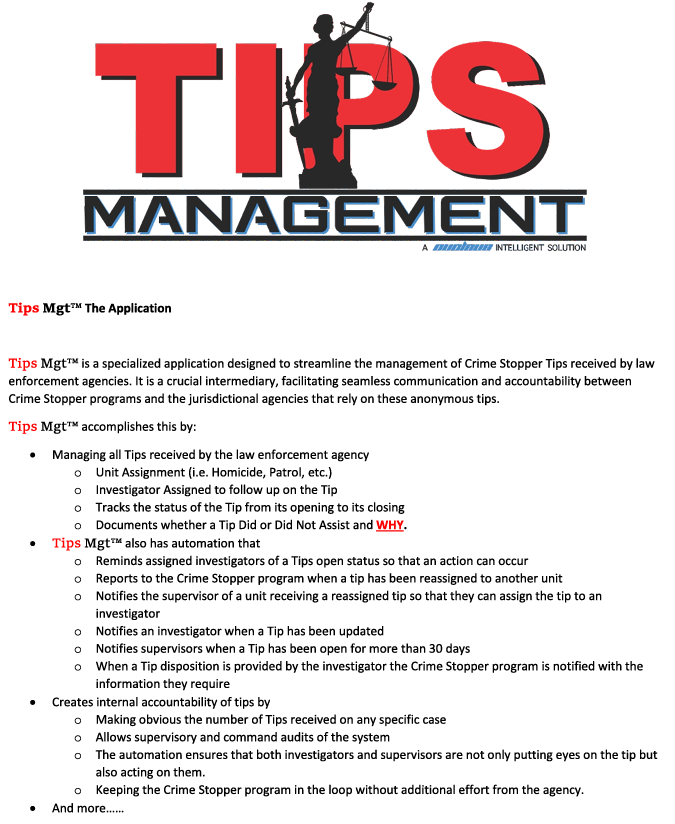 TIPS
MANAGEMENT
A INTELLIGENT SOLUTION
Tips Mgt™ The Application
Tips Mgt™ is a specialized application designed to streamline the management of Crime Stopper Tips received by law
enforcement agencies. It is a crucial intermediary, facilitating seamless communication and accountability between
Crime Stopper programs and the jurisdictional agencies that rely on these anonymous tips.
Tips Mgt™ accomplishes this by:
• Managing all Tips received by the law enforcement agency
o Unit Assignment (i.e. Homicide, Patrol, etc.)
o Investigator Assigned to follow up on the Tip
o Tracks the status of the Tip from its opening to its closing
o Documents whether a Tip Did or Did Not Assist and WHY.
• Tips Mgt™ also has automation that
o Reminds assigned investigators of a Tips open status so that an action can occur
o Reports to the Crime Stopper program when a tip has been reassigned to another unit
o Notifies the supervisor of a unit receiving a reassigned tip so that they can assign the tip to an
investigator
o Notifies an investigator when a Tip has been updated
o Notifies supervisors when a Tip has been open for more than 30 days
o When a Tip disposition is provided by the investigator the Crime Stopper program is notified with the
information they require
• Creates internal accountability of tips by
o Making obvious the number of Tips received on any specific case
o Allows supervisory and command audits of the system
o The automation ensures that both investigators and supervisors are not only putting eyes on the tip but
also acting on them.
o Keeping the Crime Stopper program in the loop without additional effort from the agency.
• And more......